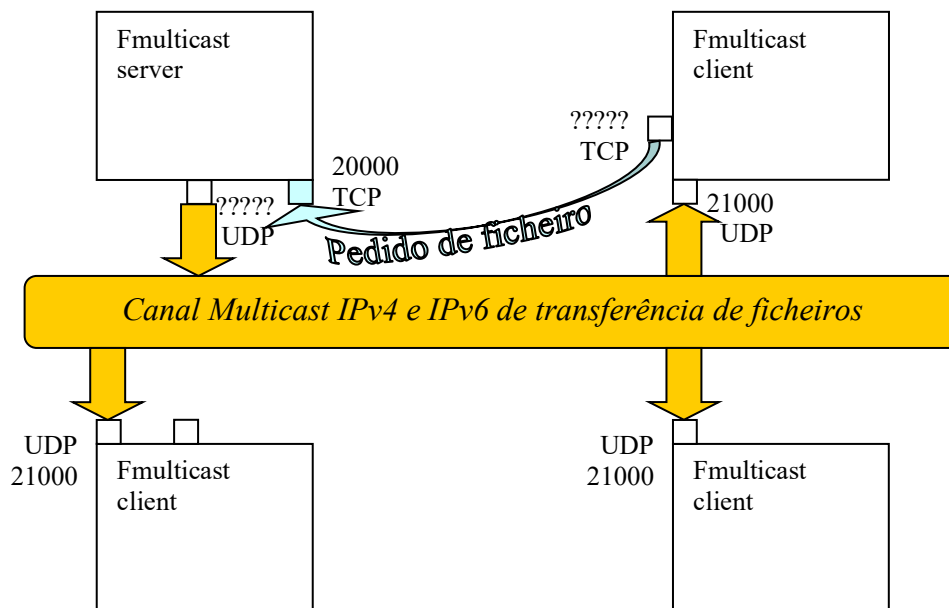 Fmulticast
server
Fmulticast
client
?????
TCP
20000
TCP
?????
UDP
21000
UDP
Pedido de ficheiro
Canal Multicast IPv4 e IPv6 de transferência de ficheiros
UDP
21000
Fmulticast
client
UDP
21000
Fmulticast
client